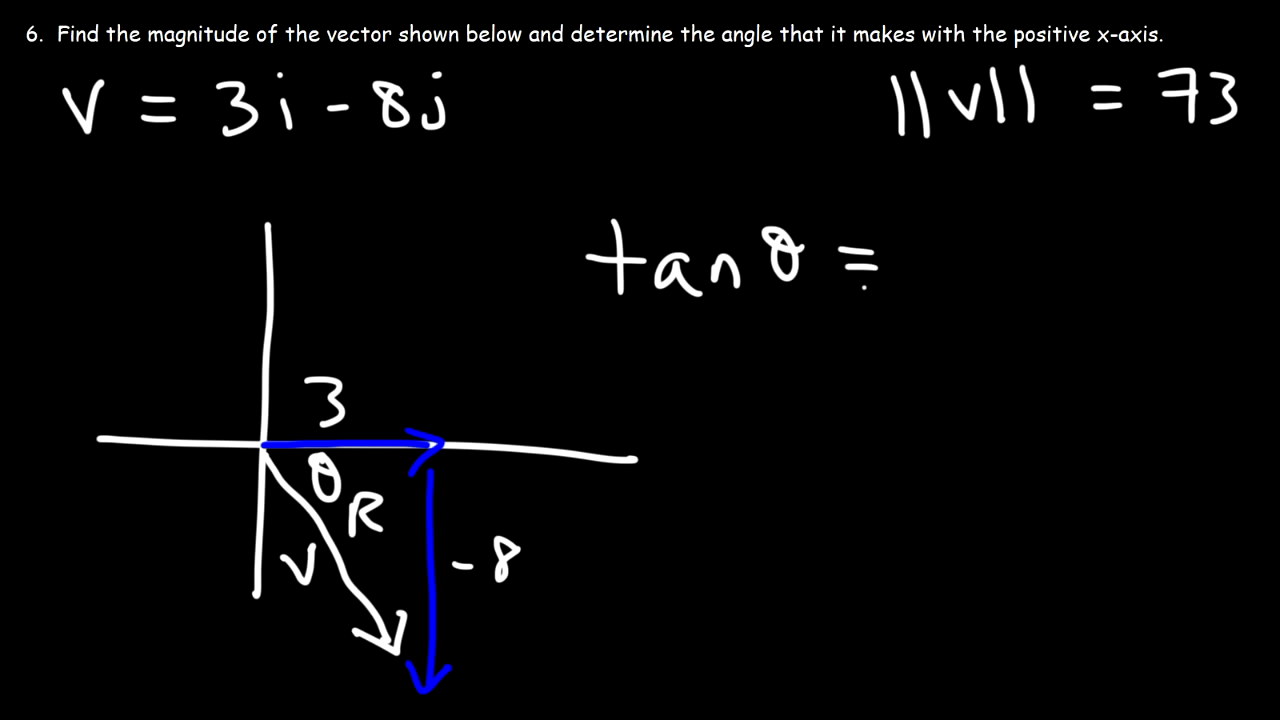 6. Find the magnitude of the vector shown below and determine the angle that it makes with the positive x-axis.
V = 3i - 8j
||v|| = 73
tan θ =
3
θR
V
-8